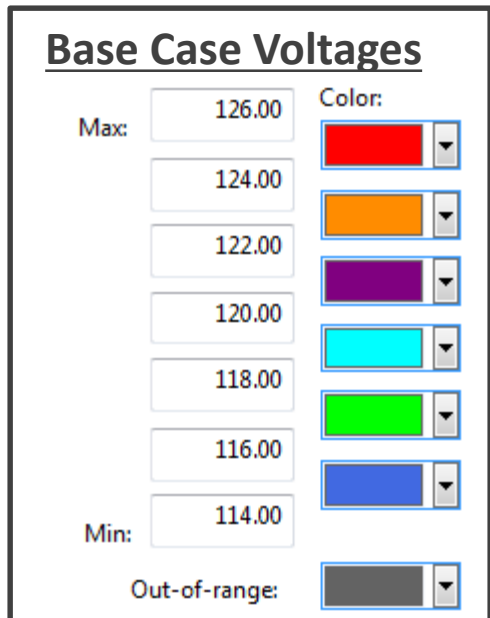 Base Case Voltages
Color:
Max: 126.00
124.00
122.00
120.00
118.00
116.00
Min: 114.00
Out-of-range: